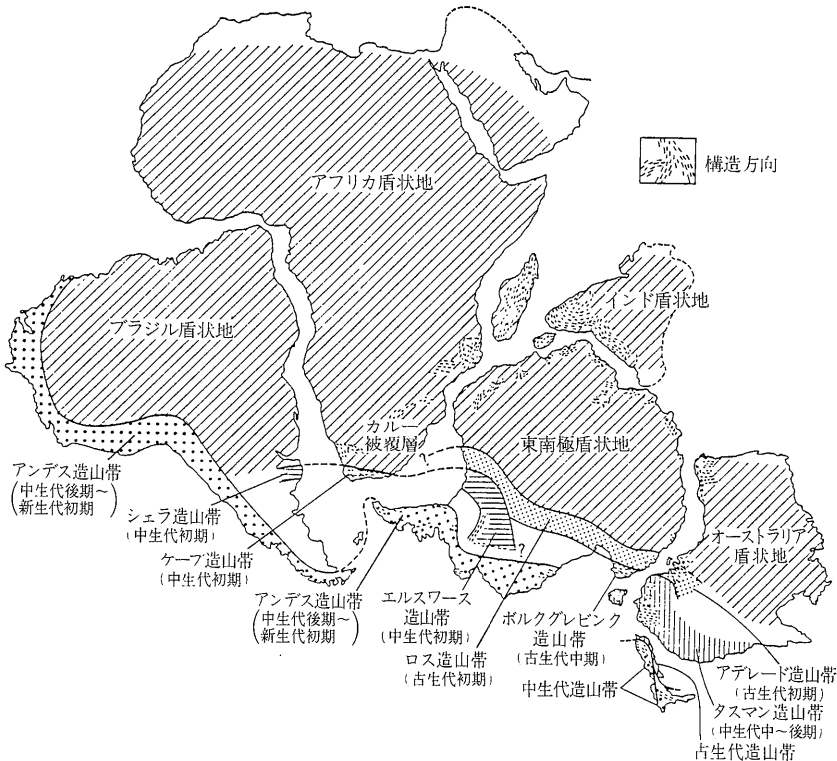 アフリカ盾状地
構造方向
インド盾状地
ブラジル盾状地
カルー
被覆層
?
東南極盾状地
オーストラリア
盾状地
アンデス造山帯
(中生代後期~
新生代初期)
シェラ造山帯
(中生代初期)
ケープ造山帯
(中生代初期)
アンデス造山帯
(中生代後期~
新生代初期)
エルスワース
造山帯
(中生代初期)
?
ロス造山帯
(古生代初期)
ボルクグレビンク
造山帯
(古生代中期)
中生代造山帯
アデレード造山帯
(古生代初期)
タスマン造山帯
(中生代中~後期)
古生代造山帯